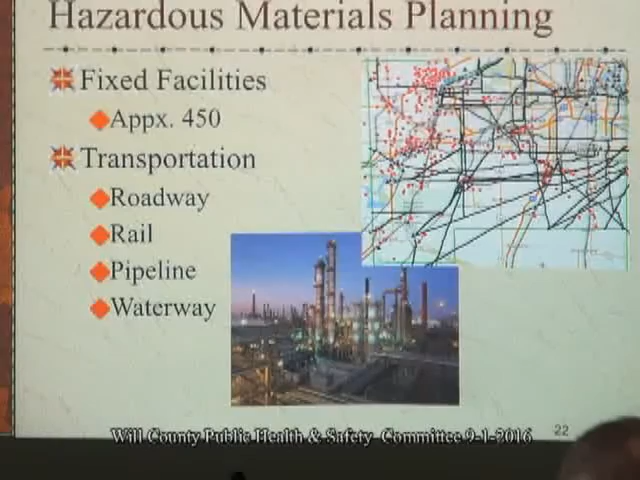 Hazardous Materials Planning
Fixed Facilities
Appx. 450
Transportation
Roadway
Rail
Pipeline
Waterway
22
Will County Public Health & Safety Committee 9-1-2016